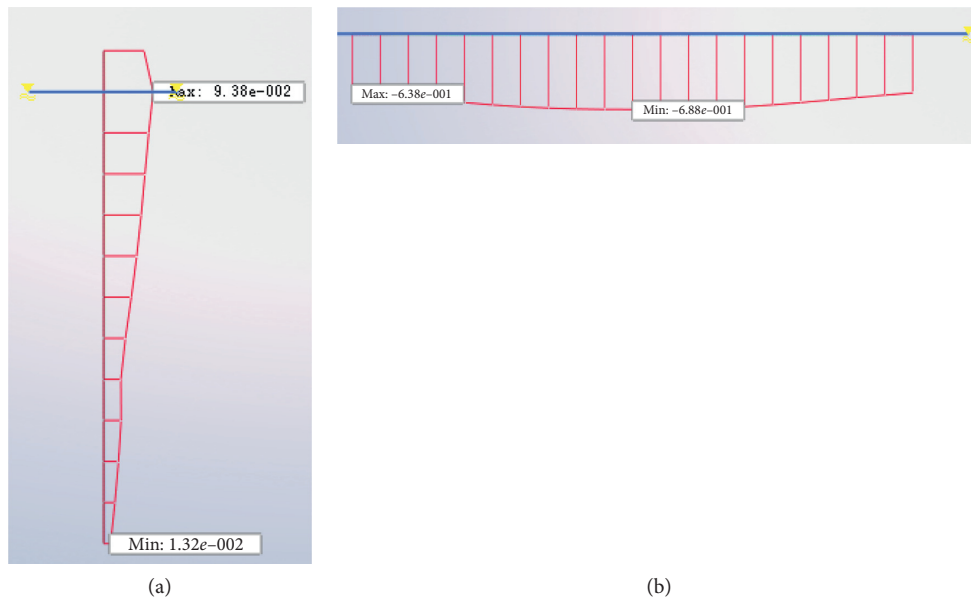 Max: 9.38e-002
Min: 1.32e–002
Max: –6.38e–001
Min: –6.88e–001
(a)
(b)